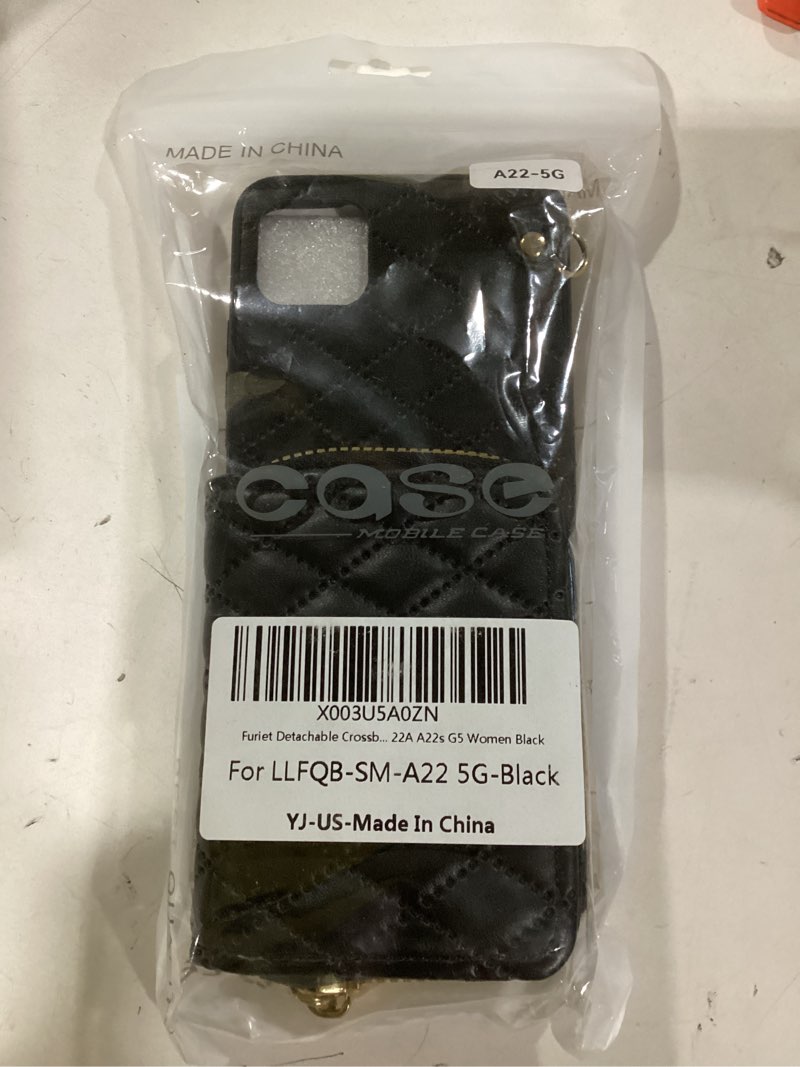 MADE IN CHINA
A22-5G
case
MOBILE CASE
X003U5A0ZN
Furiet Detachable Crossb... 22A A22s G5 Women Black
For LLFQB-SM-A22 5G-Black
YJ-US-Made In China